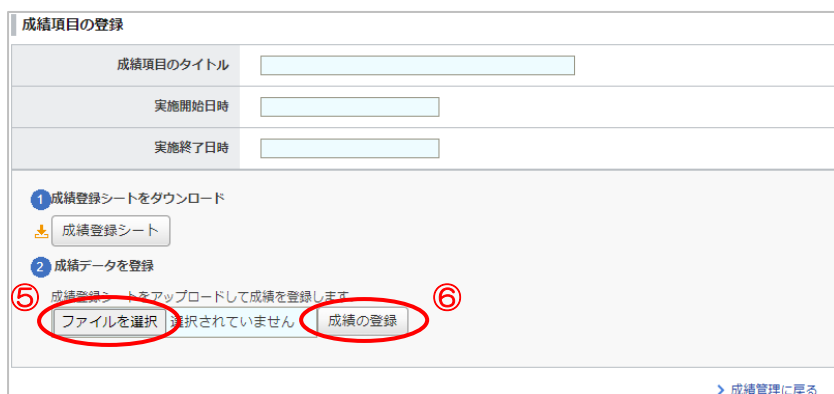 成績項目の登録
成績項目のタイトル
実施開始日時
実施終了日時
1 成績登録シートをダウンロード
成績登録シート
2 成績データを登録
⑤ 成績登録シートをアップロードして成績を登録します ⑥
ファイルを選択 選択されていません 成績の登録
> 成績管理に戻る